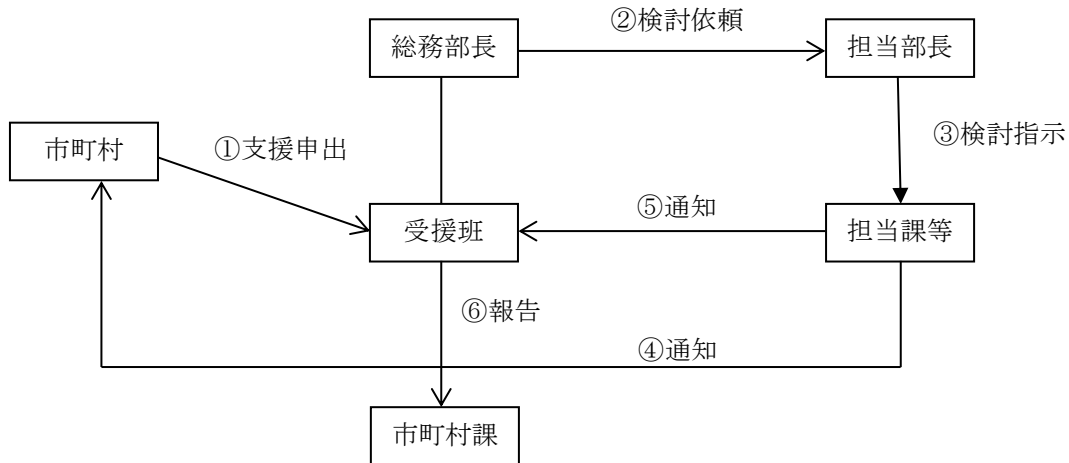 ②検討依頼
総務部長
担当部長
市町村
①支援申出
③検討指示
⑤通知
受援班
担当課等
⑥報告
④通知
市町村課